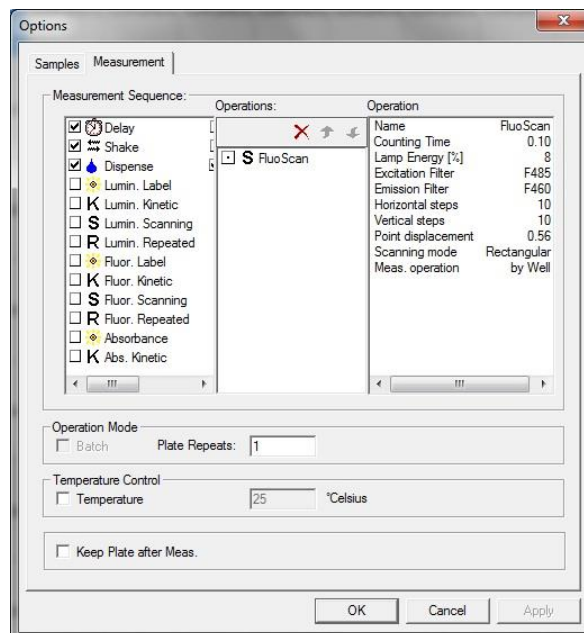 Options
Samples
Measurement
Measurement Sequence:
Operations:
Operation
Delay
Shake
Dispense
Lumin. Label
K Lumin. Kinetic
S Lumin. Scanning
R Lumin. Repeated
Fluor. Label
K Fluor. Kinetic
S Fluor. Scanning
R Fluor. Repeated
Absorbance
K Abs. Kinetic
S FluoScan
Name FluoScan
Counting Time 0.10
Lamp Energy [%] 8
Excitation Filter F485
Emission Filter F460
Horizontal steps 10
Vertical steps 10
Point displacement 0.56
Scanning mode Rectangular
Meas. operation by Well
Operation Mode
Batch
Plate Repeats: 1
Temperature Control
Temperature 25 °Celsius
Keep Plate after Meas.
OK
Cancel
Apply